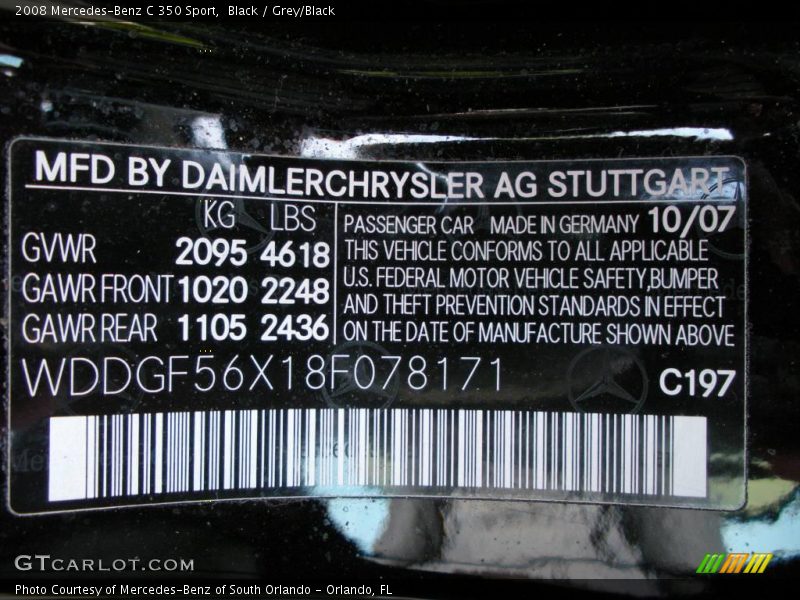 2008 Mercedes-Benz C 350 Sport,  Black / Grey/Black
MFD BY DAIMLERCHRYSLER AG STUTTGART
KG LBS
GVWR 2095 4618
GAWR FRONT 1020 2248
GAWR REAR 1105 2436
PASSENGER CAR MADE IN GERMANY 10/07
THIS VEHICLE CONFORMS TO ALL APPLICABLE
U.S. FEDERAL MOTOR VEHICLE SAFETY,BUMPER
AND THEFT PREVENTION STANDARDS IN EFFECT
ON THE DATE OF MANUFACTURE SHOWN ABOVE
WDDGF56X18F078171
C197
GTCARLOT.COM
Photo Courtesy of Mercedes-Benz of South Orlando - Orlando, FL